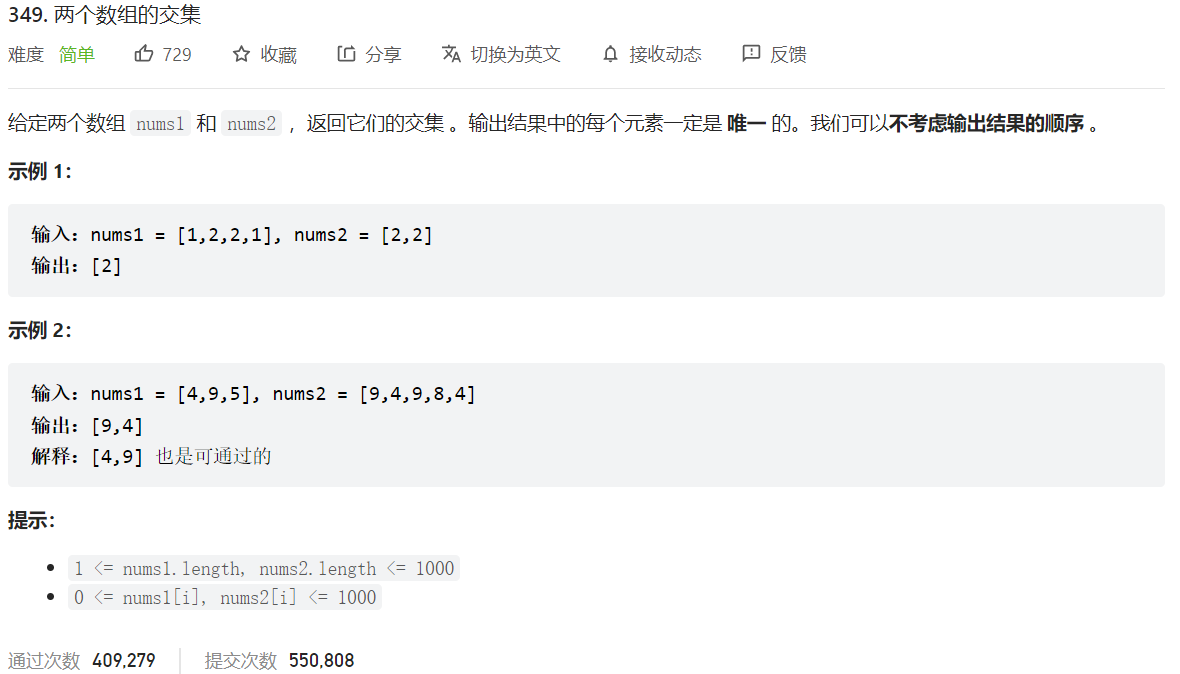 349. 两个数组的交集
难度 简单 729 收藏 分享 切换为英文 接收动态 反馈
给定两个数组 nums1 和 nums2 ，返回它们的交集 。输出结果中的每个元素一定是 唯一 的。我们可以不考虑输出结果的顺序 。
示例 1：
输入：nums1 = [1,2,2,1], nums2 = [2,2]
输出：[2]
示例 2：
输入：nums1 = [4,9,5], nums2 = [9,4,9,8,4]
输出：[9,4]
解释：[4,9] 也是可通过的
提示：
1 <= nums1.length, nums2.length <= 1000
0 <= nums1[i], nums2[i] <= 1000
通过次数 409,279 提交次数 550,808